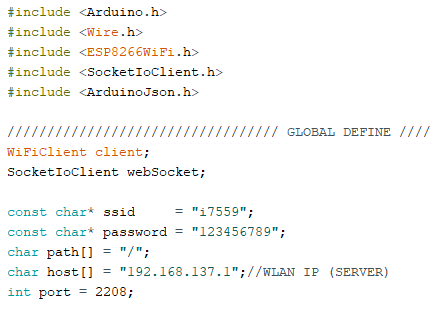 #include <Arduino.h>
#include <Wire.h>
#include <ESP8266WiFi.h>
#include <SocketIoClient.h>
#include <ArduinoJson.h>
////////////////////////////////// GLOBAL DEFINE ////
WiFiClient client;
SocketIoClient webSocket;
const char* ssid     = "i7559";
const char* password = "123456789";
char path[] = "/";
char host[] = "192.168.137.1";//WLAN IP (SERVER)
int port = 2208;